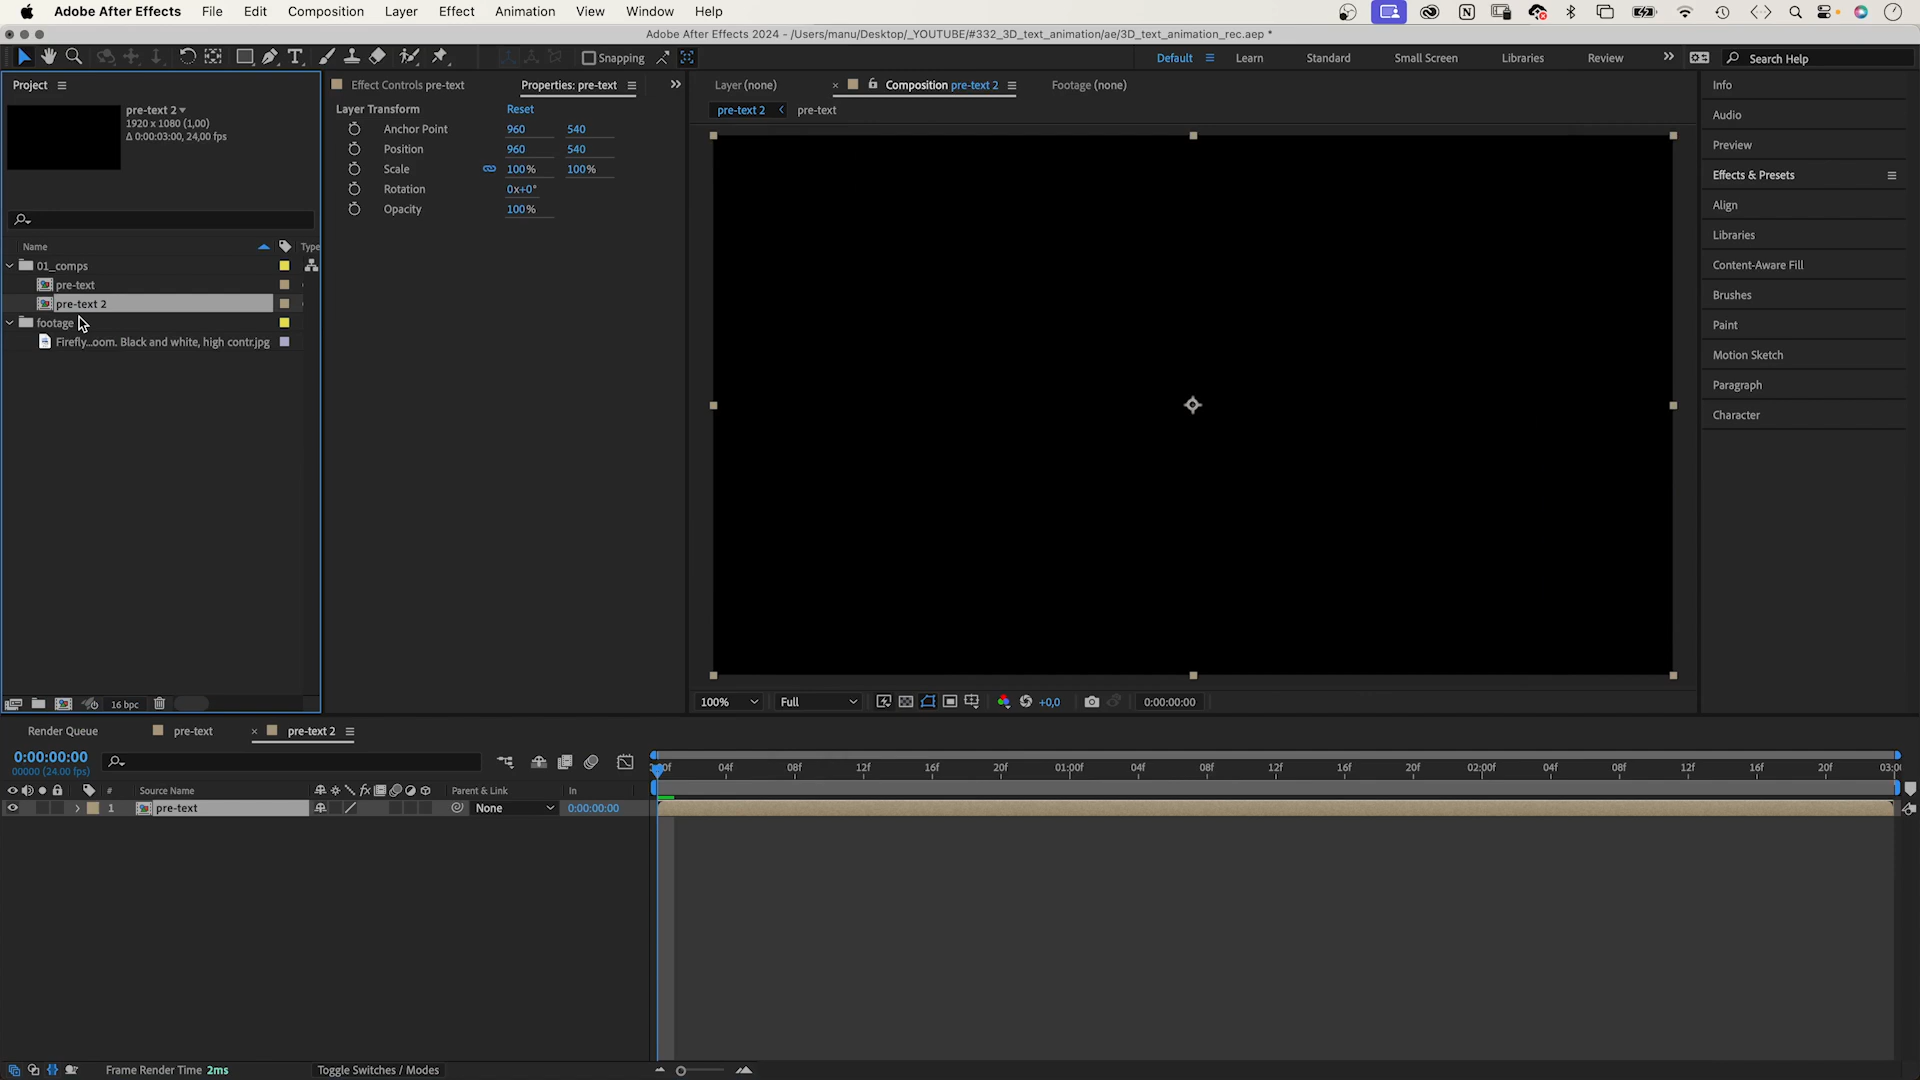 Adobe After Effects File Edit Composition Layer Effect Animation View Window Help
Adobe After Effects 2024 - /Users/manu/Desktop/_YOUTUBE/#332_3D_text_animation/ae/3D_text_animation_rec.aep *
Snapping Default Learn Standard Small Screen Libraries Review Search Help
Project
pre-text 2
1920 x 1080 (1,00)
Δ 0:00:03:00, 24,00 fps
Name Type
01_comps
pre-text
pre-text 2
footage
Firefly...oom. Black and white, high contr.jpg
16 bpc
Effect Controls pre-text Properties: pre-text
Layer Transform Reset
Anchor Point 960 540
Position 960 540
Scale 100% 100%
Rotation 0x+0°
Opacity 100%
Layer (none) Composition pre-text 2 Footage (none)
pre-text 2 pre-text
100% Full +0,0 0:00:00:00
Info
Audio
Preview
Effects & Presets
Align
Libraries
Content-Aware Fill
Brushes
Paint
Motion Sketch
Paragraph
Character
Render Queue pre-text pre-text 2
0:00:00:00
00000 (24.00 fps)
04f 08f 12f 16f 20f 01:00f 04f 08f 12f 16f 20f 02:00f 04f 08f 12f 16f 20f
# Source Name Parent & Link In
1 pre-text None 0:00:00:00
Frame Render Time 2ms Toggle Switches / Modes